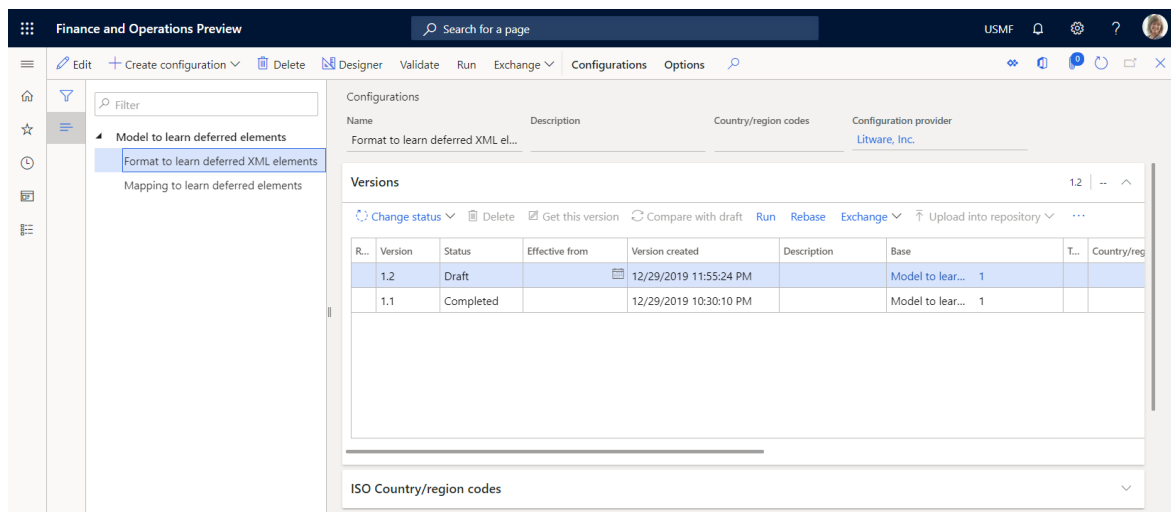 Finance and Operations Preview Search for a page USMF ?
Edit Create configuration Delete Designer Validate Run Exchange Configurations Options 0
Filter
Model to learn deferred elements
Format to learn deferred XML elements
Mapping to learn deferred elements
Configurations
Name Description Country/region codes Configuration provider
Format to learn deferred XML el... Litware, Inc.
Versions 1.2 --
Change status Delete Get this version Compare with draft Run Rebase Exchange Upload into repository ...
R... Version Status Effective from Version created Description Base T... Country/reg
1.2 Draft 12/29/2019 11:55:24 PM Model to lear... 1
1.1 Completed 12/29/2019 10:30:10 PM Model to lear... 1
ISO Country/region codes